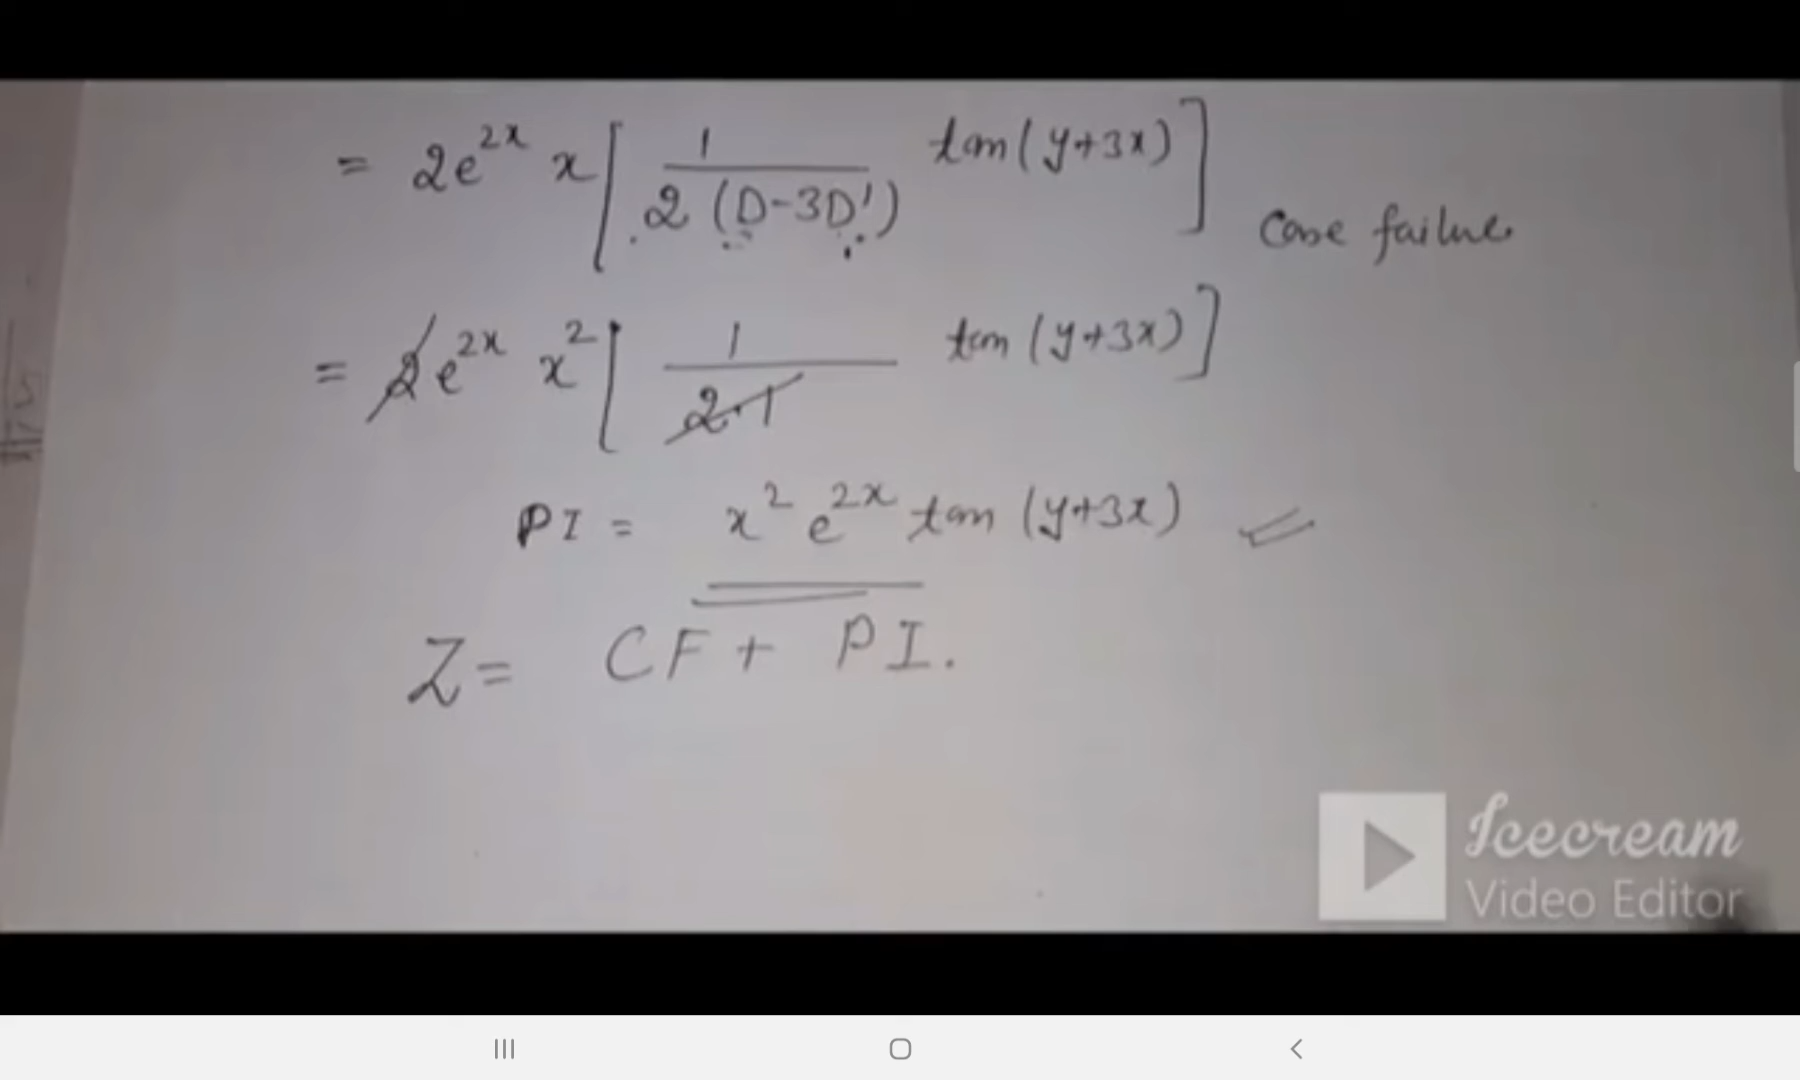 = 2e^{2x} x [ 1 / 2 (D-3D') tan(y+3x) ] Case failure
= 2e^{2x} x^2 [ 1 / 2·1 tan (y+3x) ]
PI = x^2 e^{2x} tan (y+3x)
Z = CF + PI.
Icecream
Video Editor